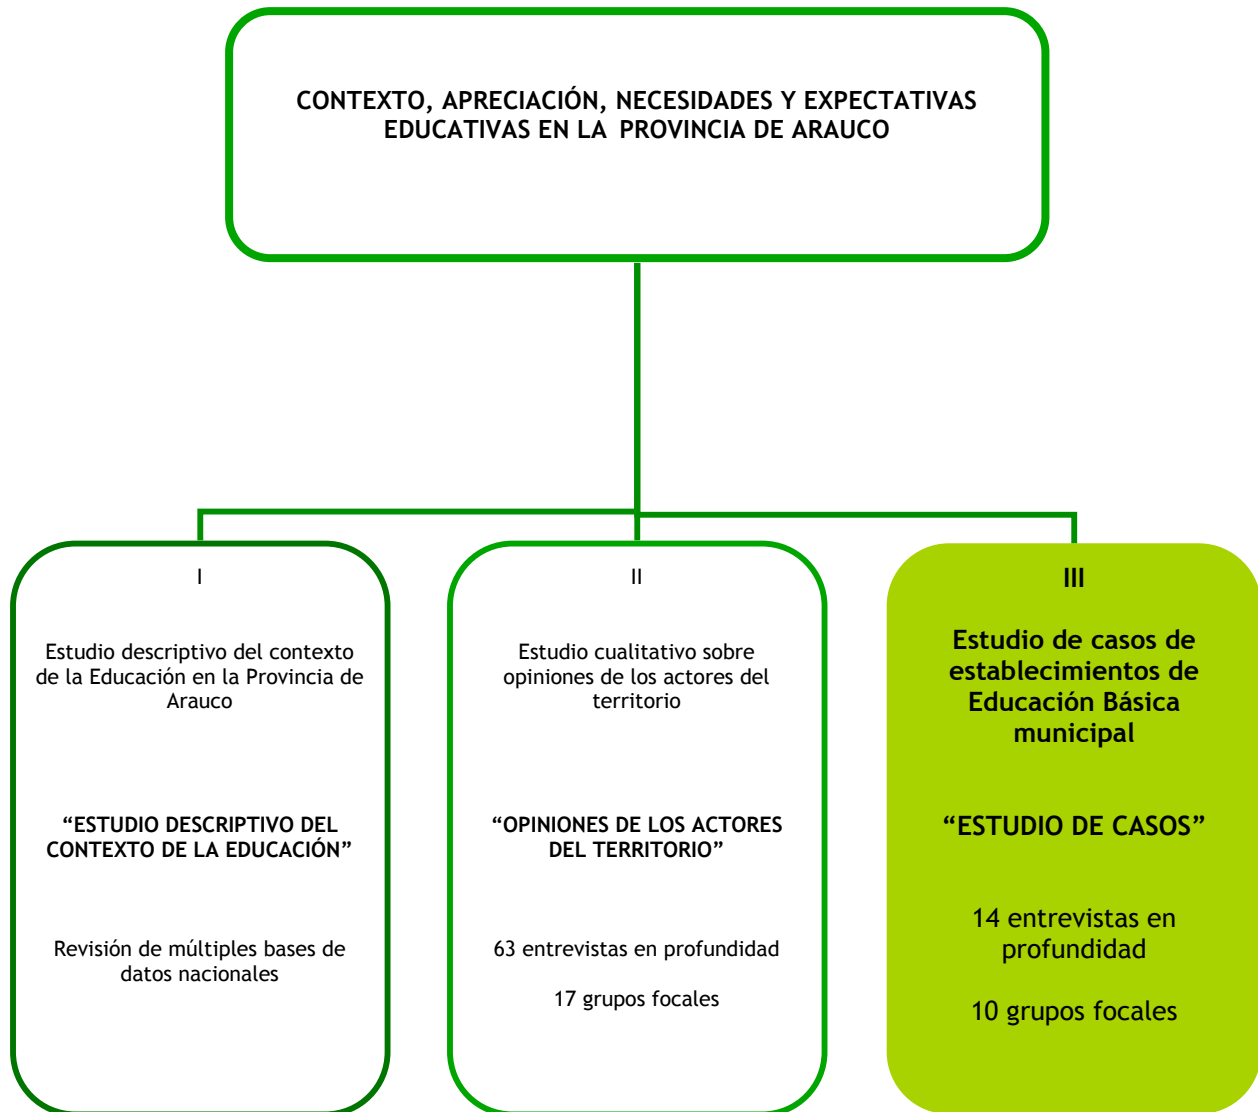 CONTEXTO, APRECIACIÓN, NECESIDADES Y EXPECTATIVAS
EDUCATIVAS EN LA PROVINCIA DE ARAUCO
I
Estudio descriptivo del contexto
de la Educación en la Provincia de
Arauco
“ESTUDIO DESCRIPTIVO DEL
CONTEXTO DE LA EDUCACIÓN”
Revisión de múltiples bases de
datos nacionales
II
Estudio cualitativo sobre
opiniones de los actores del
territorio
“OPINIONES DE LOS ACTORES
DEL TERRITORIO”
63 entrevistas en profundidad
17 grupos focales
III
Estudio de casos de
establecimientos de
Educación Básica
municipal
“ESTUDIO DE CASOS”
14 entrevistas en
profundidad
10 grupos focales